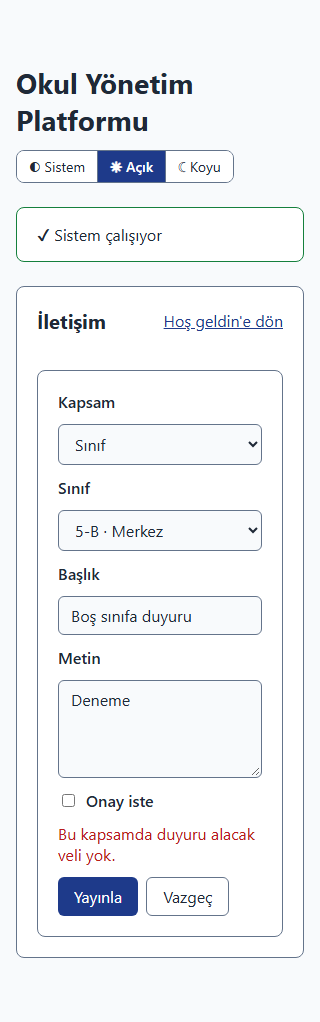 Okul Yönetim
Platformu
Sistem
Açık
Koyu
✓ Sistem çalışıyor
İletişim
Hoş geldin'e dön
Kapsam
Sınıf
Sınıf
5-B · Merkez
Başlık
Boş sınıfa duyuru
Metin
Deneme
Onay iste
Bu kapsamda duyuru alacak
veli yok.
Yayınla
Vazgeç